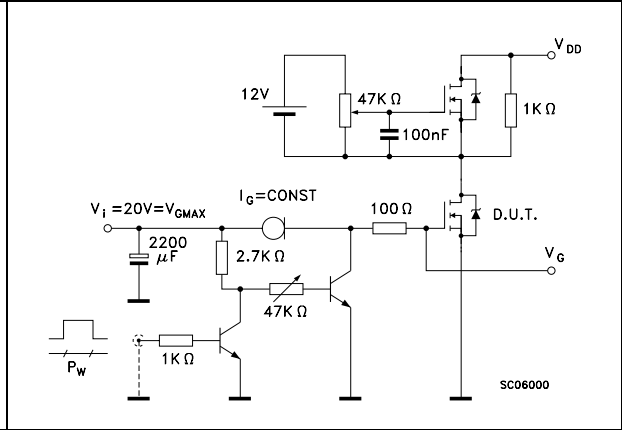 V DD
12V
47K Ω
1K Ω
100nF
I G =CONST
V i =20V=V GMAX
100 Ω
D.U.T.
2200
μF
2.7K Ω
V G
47K Ω
1K Ω
P W
SC06000